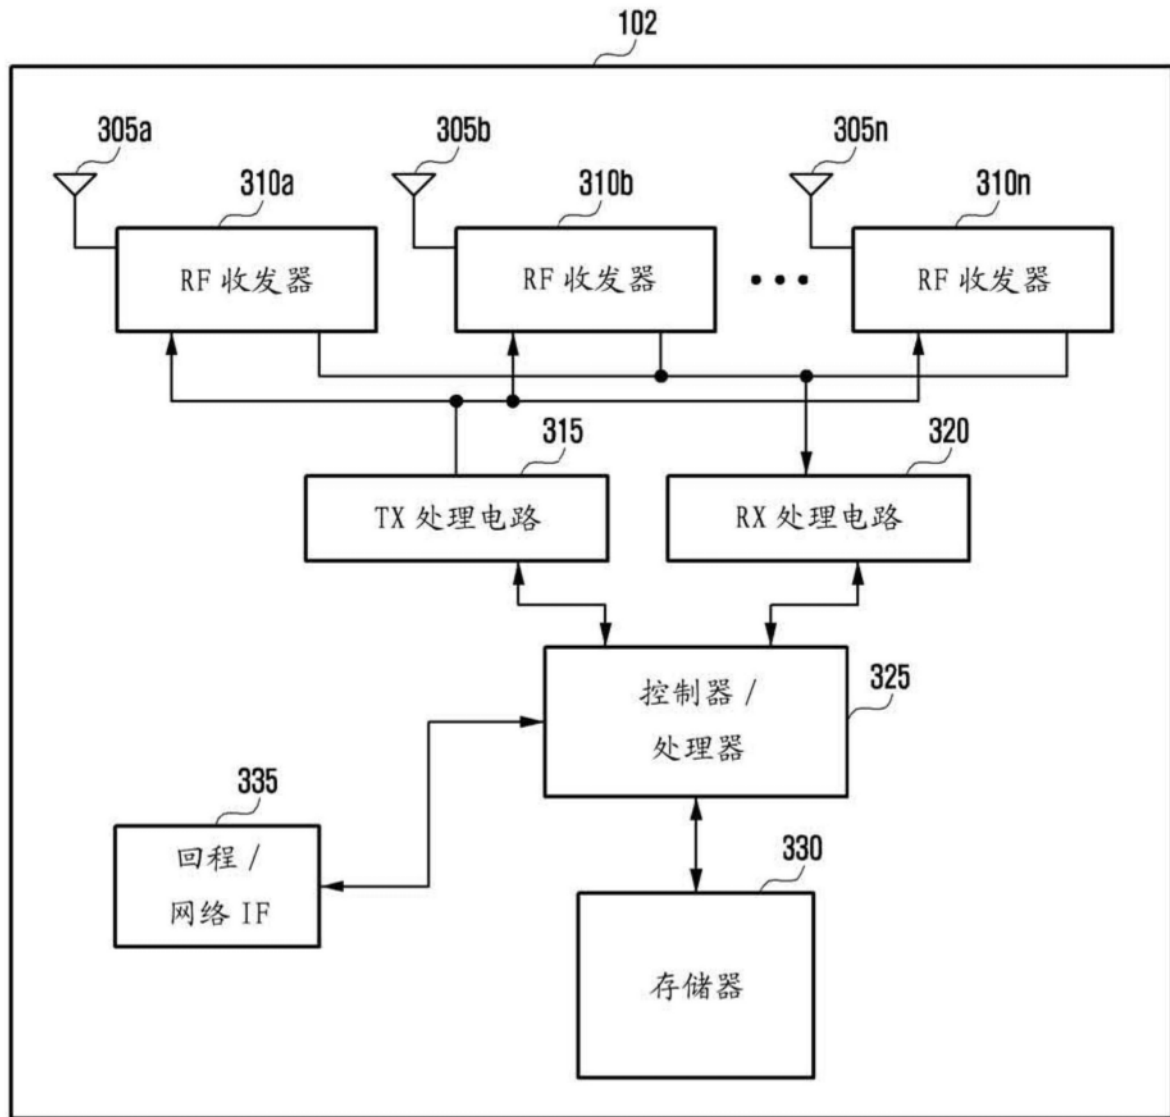 102
305a
305b
305n
310a
310b
310n
RF 收发器
RF 收发器
RF 收发器
315
320
TX 处理电路
RX 处理电路
控制器 /
处理器
325
335
回程 /
网络 IF
330
存储器